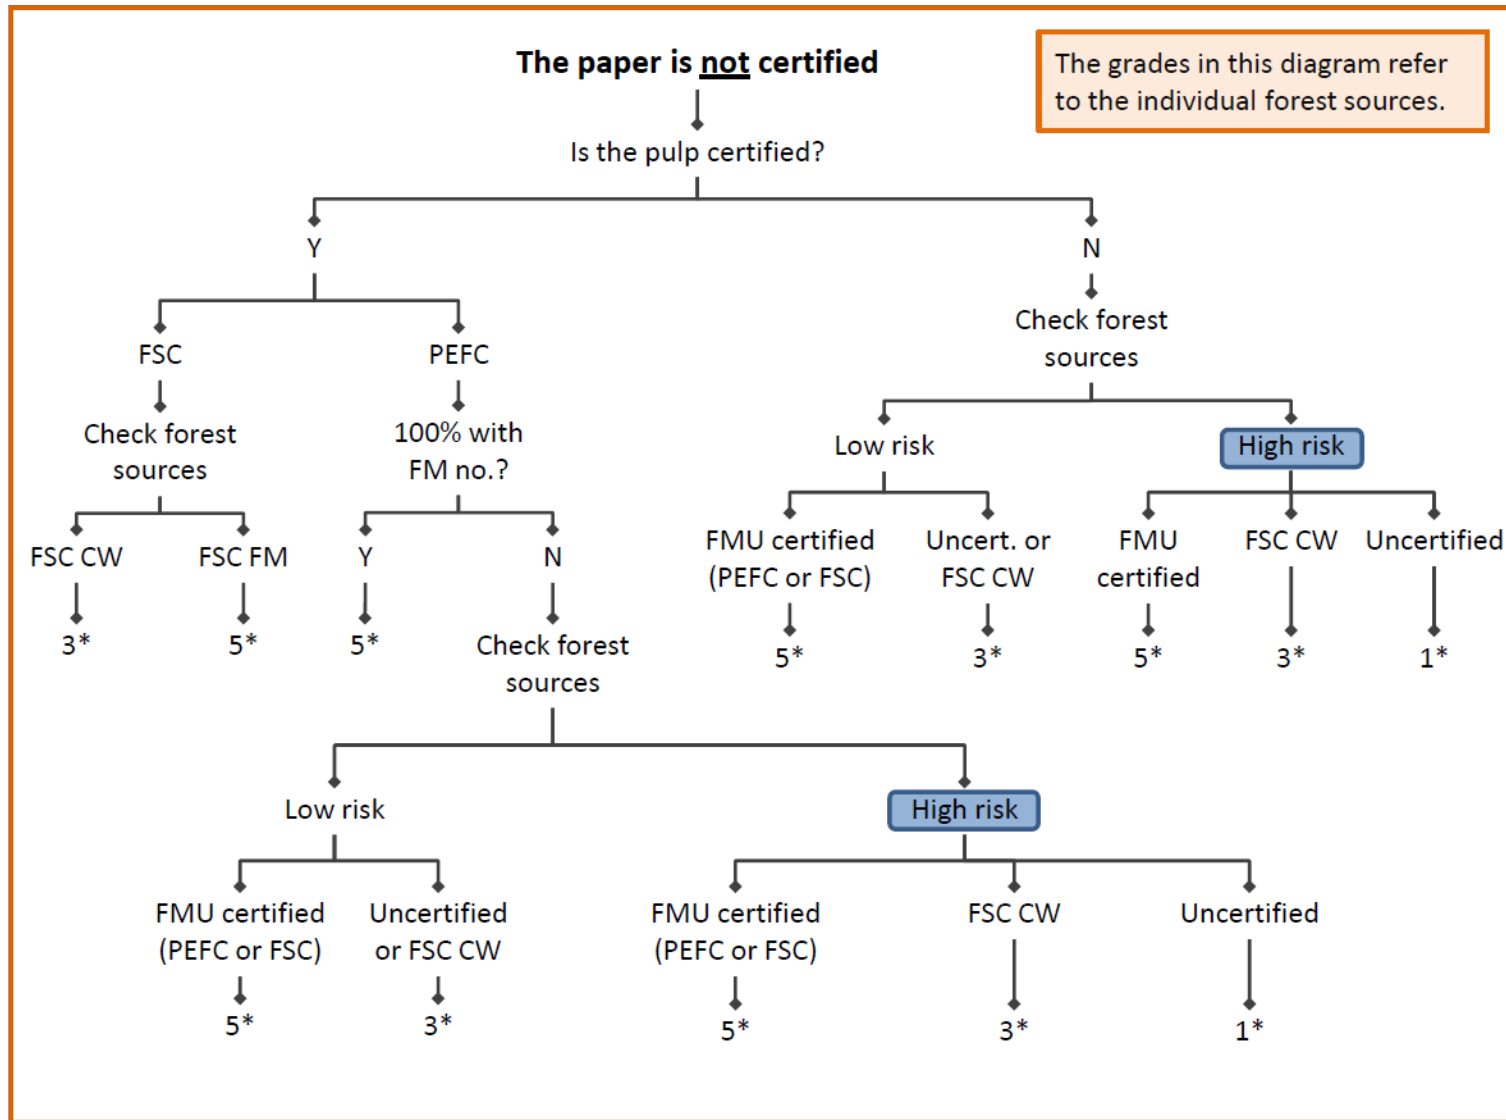 The paper is not certified
The grades in this diagram refer
to the individual forest sources.
Is the pulp certified?
Y
N
FSC
PEFC
Check forest
sources
Check forest
sources
100% with
FM no.?
Low risk
High risk
FSC CW
FSC FM
Y
N
FMU certified
(PEFC or FSC)
Uncert. or
FSC CW
FMU
certified
FSC CW
Uncertified
3*
5*
5*
Check forest
sources
5*
3*
5*
3*
1*
Low risk
High risk
FMU certified
(PEFC or FSC)
Uncertified
or FSC CW
FMU certified
(PEFC or FSC)
FSC CW
Uncertified
5*
3*
5*
3*
1*